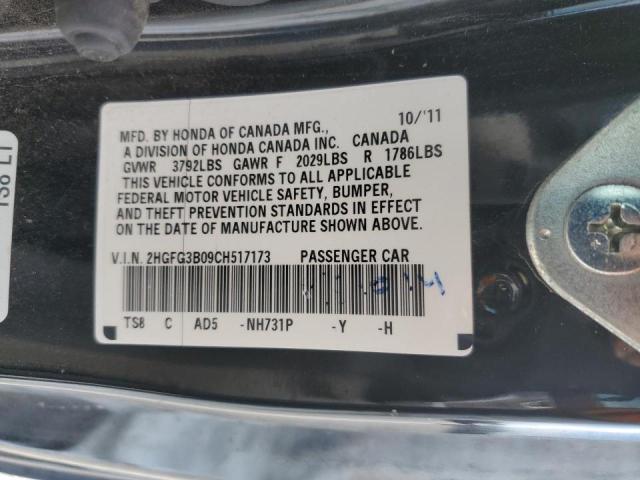 10/'11
MFD. BY HONDA OF CANADA MFG.,
A DIVISION OF HONDA CANADA INC. CANADA
GVWR 3792LBS GAWR F 2029LBS R 1786LBS
THIS VEHICLE CONFORMS TO ALL APPLICABLE
FEDERAL MOTOR VEHICLE SAFETY, BUMPER,
AND THEFT PREVENTION STANDARDS IN EFFECT
ON THE DATE OF MANUFACTURE SHOWN ABOVE.
V.I.N. 2HGFG3B09CH517173 PASSENGER CAR
TS8 C AD5 -NH731P -Y -H
TS8 LT